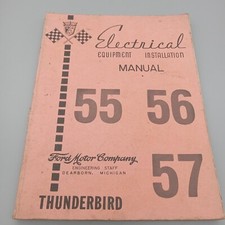 Electrical
EQUIPMENT INSTALLATION
MANUAL
55 56
57
Ford Motor Company
ENGINEERING STAFF
DEARBORN, MICHIGAN
THUNDERBIRD